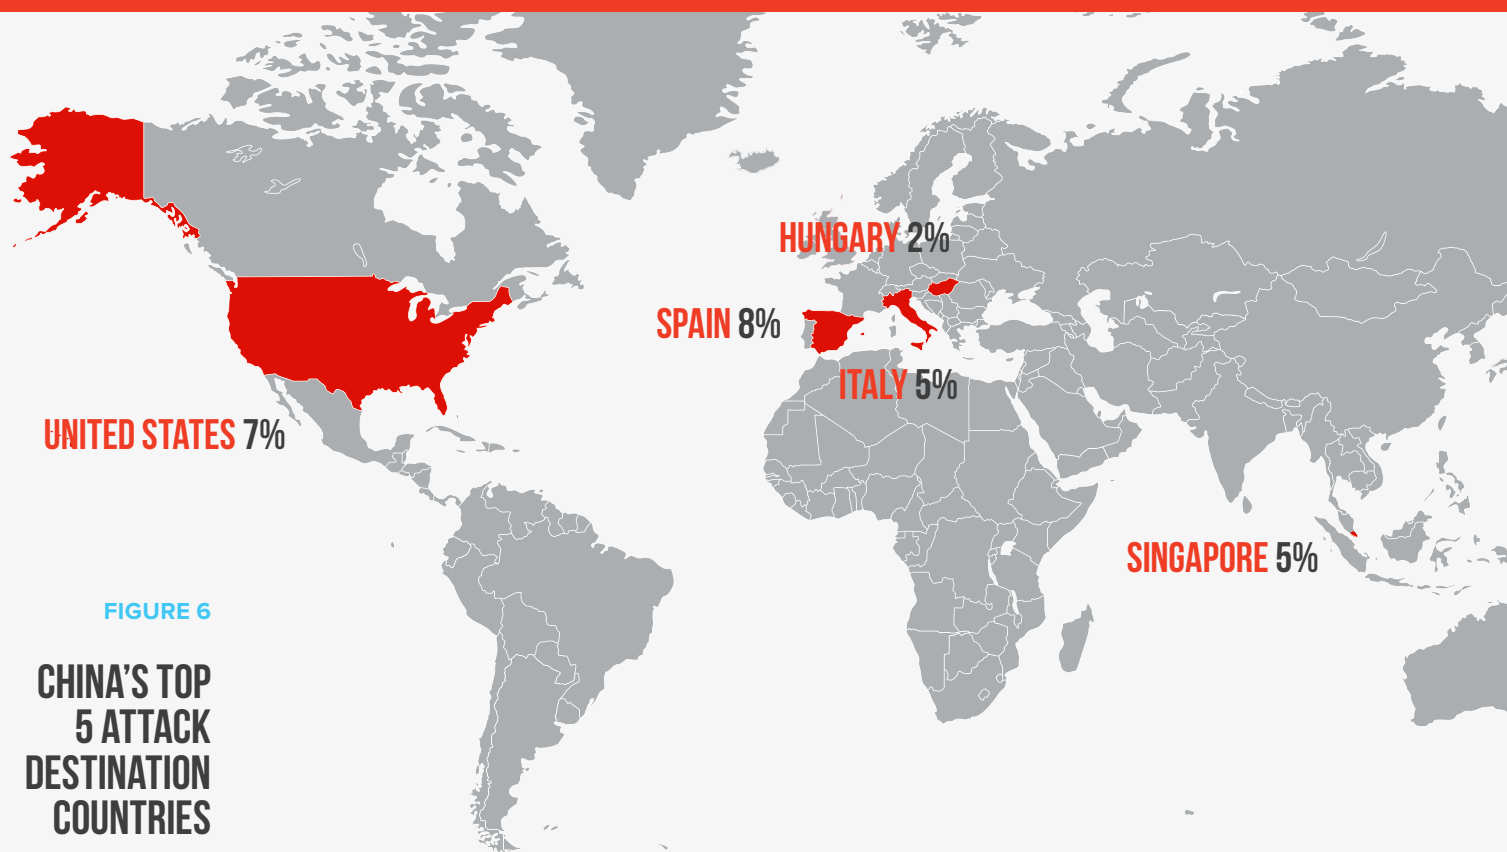 HUNGARY 2%
SPAIN 8%
ITALY 5%
UNITED STATES 7%
SINGAPORE 5%
FIGURE 6
CHINA'S TOP
5 ATTACK
DESTINATION
COUNTRIES